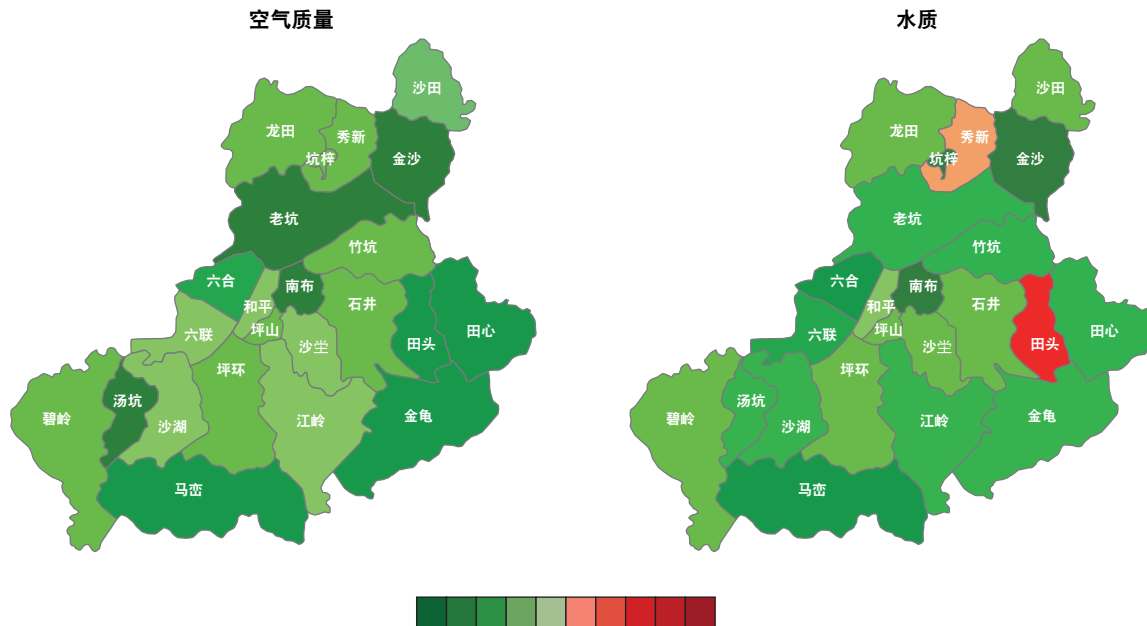 空气质量
沙田
龙田
秀新
坑梓
金沙
老坑
竹坑
六合
南布
和平
石井
六联
坪山
沙坣
田头
田心
坪环
汤坑
碧岭
沙湖
江岭
金龟
马峦
水质
沙田
龙田
秀新
坑梓
金沙
老坑
竹坑
六合
南布
和平
石井
六联
坪山
沙坣
田头
田心
坪环
汤坑
碧岭
沙湖
江岭
金龟
马峦